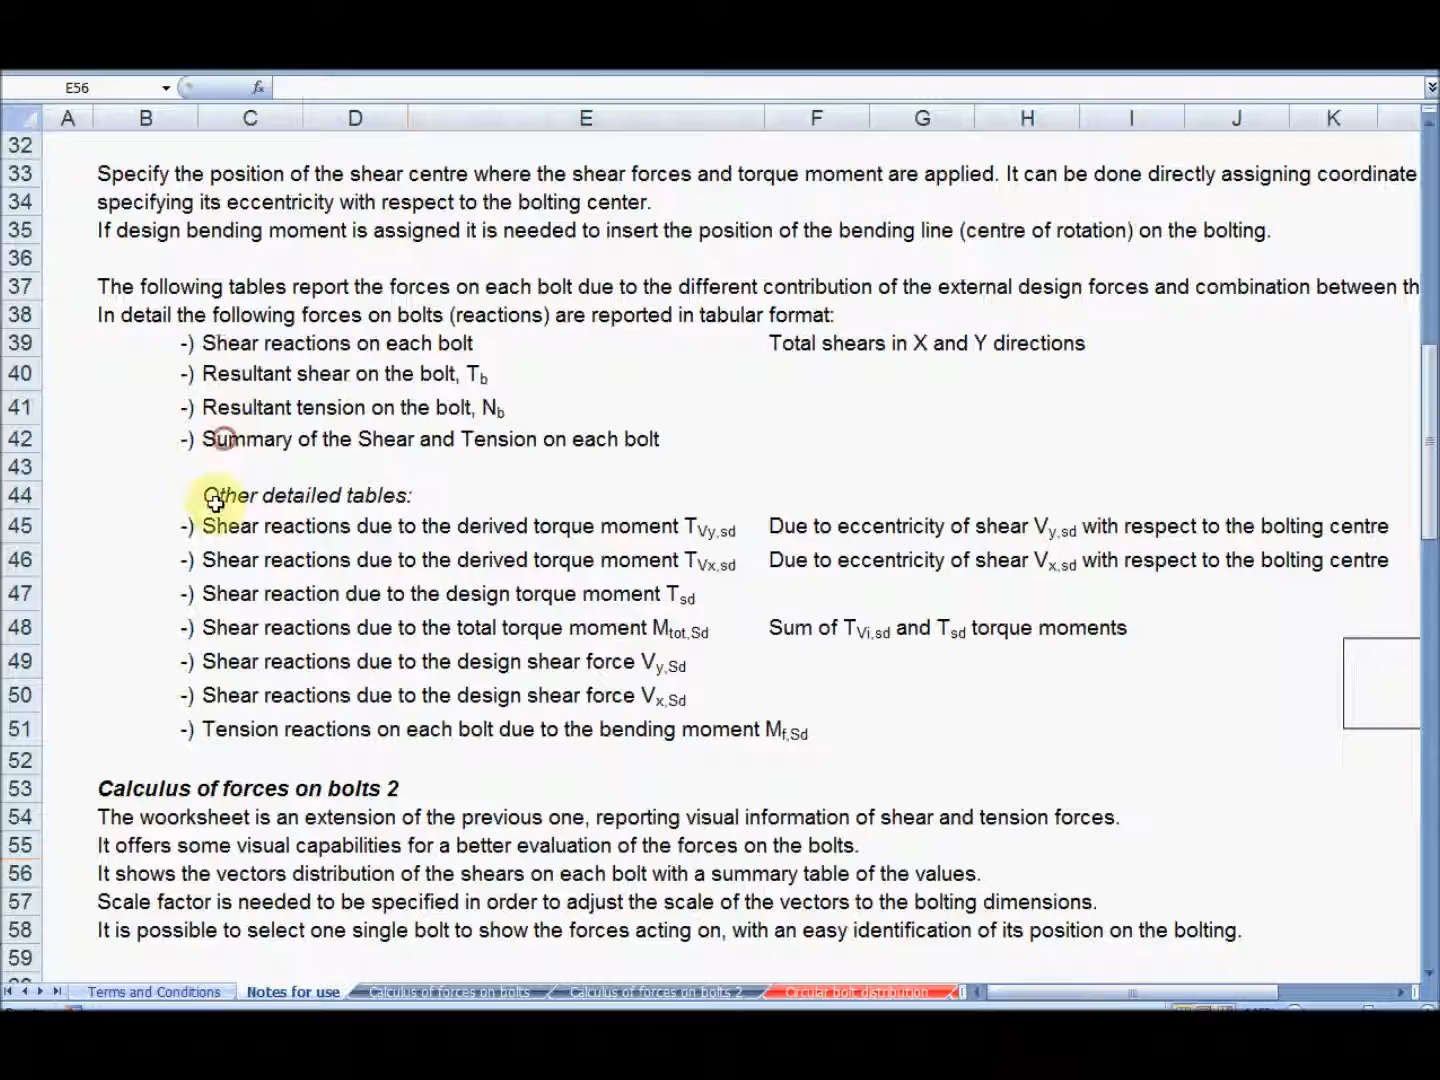 E56
fx
A B C D E F G H I J K
32
33 Specify the position of the shear centre where the shear forces and torque moment are applied. It can be done directly assigning coordinate
34 specifying its eccentricity with respect to the bolting center.
35 If design bending moment is assigned it is needed to insert the position of the bending line (centre of rotation) on the bolting.
36
37 The following tables report the forces on each bolt due to the different contribution of the external design forces and combination between th
38 In detail the following forces on bolts (reactions) are reported in tabular format:
39 -) Shear reactions on each bolt Total shears in X and Y directions
40 -) Resultant shear on the bolt, Tb
41 -) Resultant tension on the bolt, Nb
42 -) Summary of the Shear and Tension on each bolt
43
44 Other detailed tables:
45 -) Shear reactions due to the derived torque moment TVy,sd Due to eccentricity of shear Vy,sd with respect to the bolting centre
46 -) Shear reactions due to the derived torque moment TVx,sd Due to eccentricity of shear Vx,sd with respect to the bolting centre
47 -) Shear reaction due to the design torque moment Tsd
48 -) Shear reactions due to the total torque moment Mtot,Sd Sum of TVi,sd and Tsd torque moments
49 -) Shear reactions due to the design shear force Vy,Sd
50 -) Shear reactions due to the design shear force Vx,Sd
51 -) Tension reactions on each bolt due to the bending moment Mf,Sd
52
53 Calculus of forces on bolts 2
54 The woorksheet is an extension of the previous one, reporting visual information of shear and tension forces.
55 It offers some visual capabilities for a better evaluation of the forces on the bolts.
56 It shows the vectors distribution of the shears on each bolt with a summary table of the values.
57 Scale factor is needed to be specified in order to adjust the scale of the vectors to the bolting dimensions.
58 It is possible to select one single bolt to show the forces acting on, with an easy identification of its position on the bolting.
59
Terms and Conditions Notes for use Calculus of forces on bolts Calculus of forces on bolts 2 Circular bolt distribution